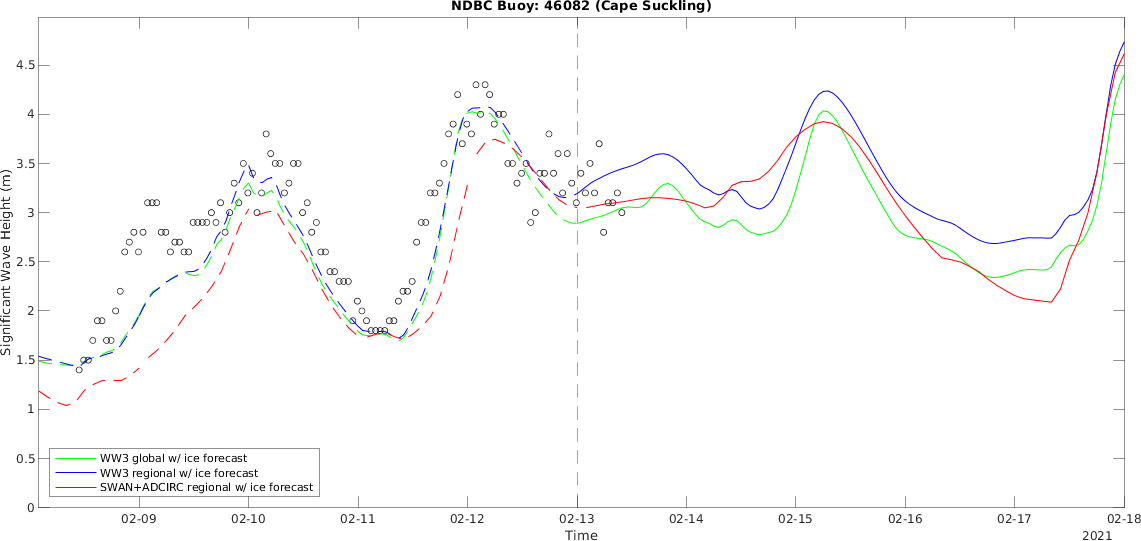 NDBC Buoy: 46082 (Cape Suckling)
Significant Wave Height (m)
4.5
4
3.5
3
2.5
2
1.5
1
0.5
0
WW3 global w/ ice forecast
WW3 regional w/ ice forecast
SWAN+ADCIRC regional w/ ice forecast
02-09 02-10 02-11 02-12 02-13 02-14 02-15 02-16 02-17 02-18
Time
2021